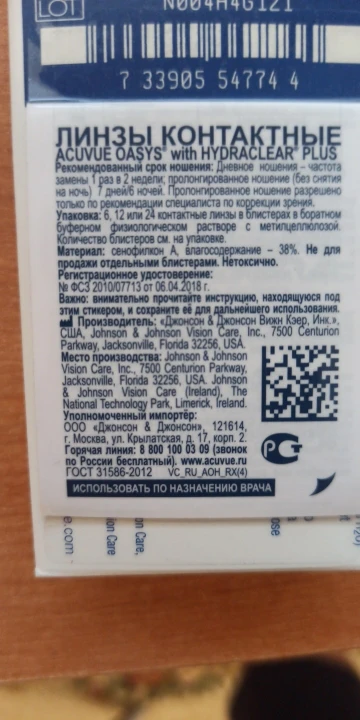 LOT
N004H4G121
7 33905 54774 4
ЛИНЗЫ КОНТАКТНЫЕ
ACUVUE OASYS® with HYDRACLEAR® PLUS
Рекомендованный срок ношения: Дневное ношения – частота
замены 1 раз в 2 недели; пролонгированное ношение (без снятия
на ночь) 7 дней/6 ночей. Пролонгированное ношение разрешено
только по рекомендации специалиста по коррекции зрения.
Упаковка: 6, 12 или 24 контактные линзы в блистерах в боратном
буферном физиологическом растворе с метилцеллюлозой.
Количество блистеров см. на упаковке.
Материал: сенофилкон А, влагосодержание – 38%. Не для
продажи отдельными блистерами. Нетоксично.
Регистрационное удостоверение:
№ ФСЗ 2010/07713 от 06.04.2018 г.
Важно: внимательно прочитайте инструкцию, находящуюся под
этим стикером, и сохраните её для дальнейшего использования.
Производитель: «Джонсон & Джонсон Вижн Кэер, Инк.»,
США, Johnson & Johnson Vision Care, Inc., 7500 Centurion
Parkway, Jacksonville, Florida 32256, USA.
Место производства: Johnson & Johnson
Vision Care, Inc., 7500 Centurion Parkway,
Jacksonville, Florida 32256, USA. Johnson
& Johnson Vision Care (Ireland), The
National Technology Park, Limerick, Ireland.
Уполномоченный импортёр:
ООО «Джонсон & Джонсон», 121614,
г. Москва, ул. Крылатская, д. 17, корп. 2.
Горячая линия: 8 800 100 03 09 (звонок
по России бесплатный). www.acuvue.ru
ГОСТ 31586-2012 VC_RU_AOH_RX(4)
ИСПОЛЬЗОВАТЬ ПО НАЗНАЧЕНИЮ ВРАЧА
e.com
on Care
on Care,